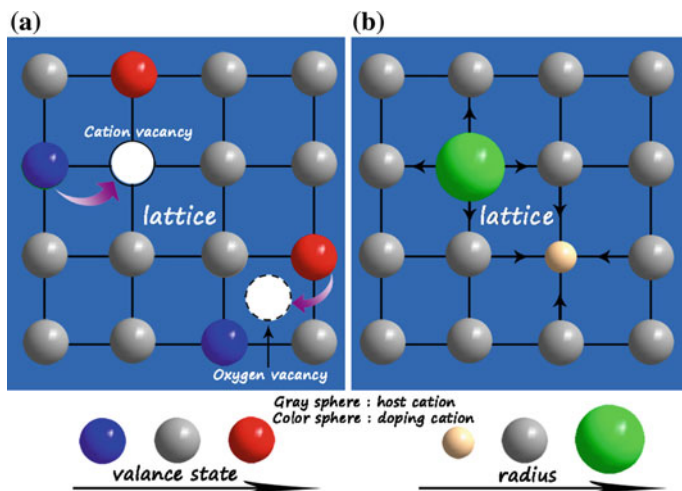 (a)
(b)
Cation vacancy
lattice
lattice
Oxygen vacancy
Gray sphere : host cation
Color sphere : doping cation
valance state
radius